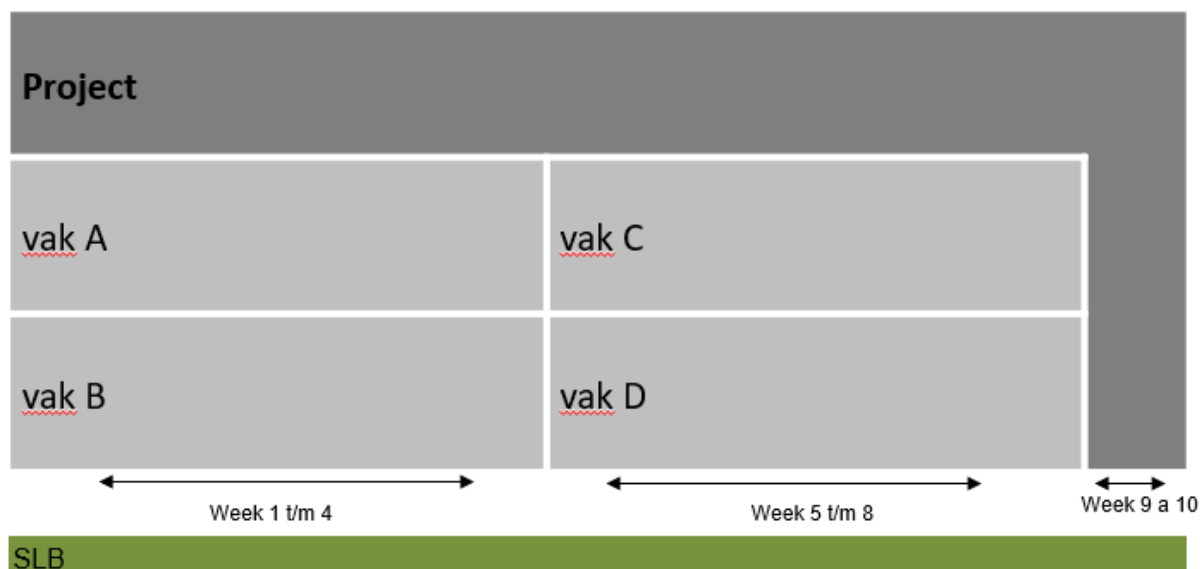 Project
vak A
vak C
vak B
vak D
Week 1 t/m 4
Week 5 t/m 8
Week 9 a 10
SLB